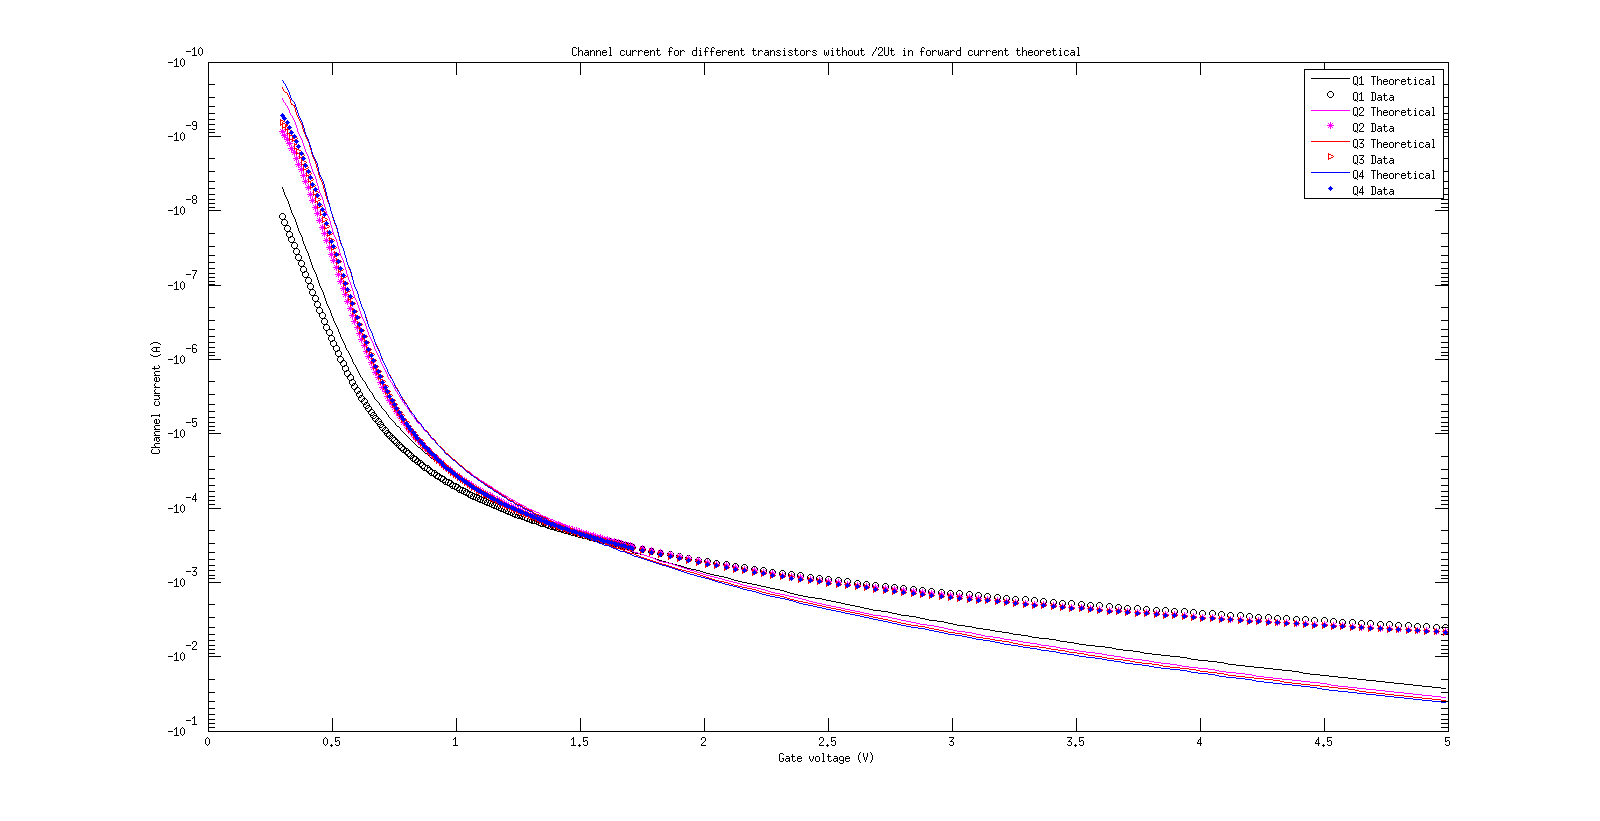 Channel current for different transistors without /2Ut in forward current theoretical
Q1 Theoretical
Q1 Data
Q2 Theoretical
Q2 Data
Q3 Theoretical
Q3 Data
Q4 Theoretical
Q4 Data
Channel current (A)
-10^-10
-10^-9
-10^-8
-10^-7
-10^-6
-10^-5
-10^-4
-10^-3
-10^-2
-10^-1
0 0.5 1 1.5 2 2.5 3 3.5 4 4.5 5
Gate voltage (V)